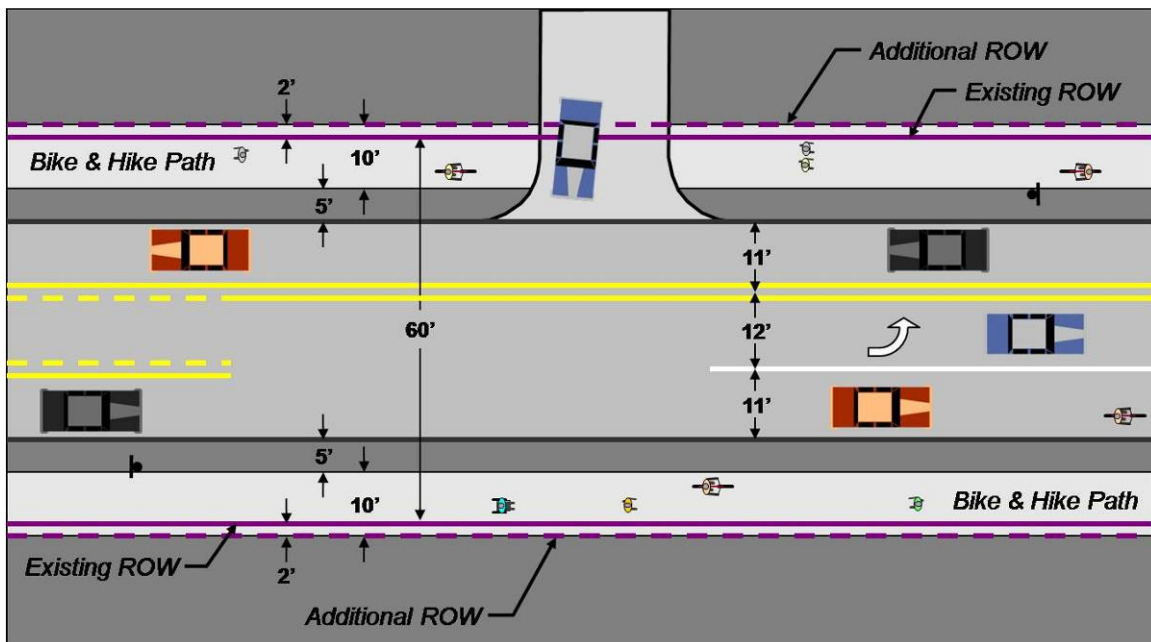 Additional ROW
2’
Existing ROW
Bike & Hike Path
10’
5’
11’
60’
12’
11’
5’
10’
Bike & Hike Path
Existing ROW
2’
Additional ROW